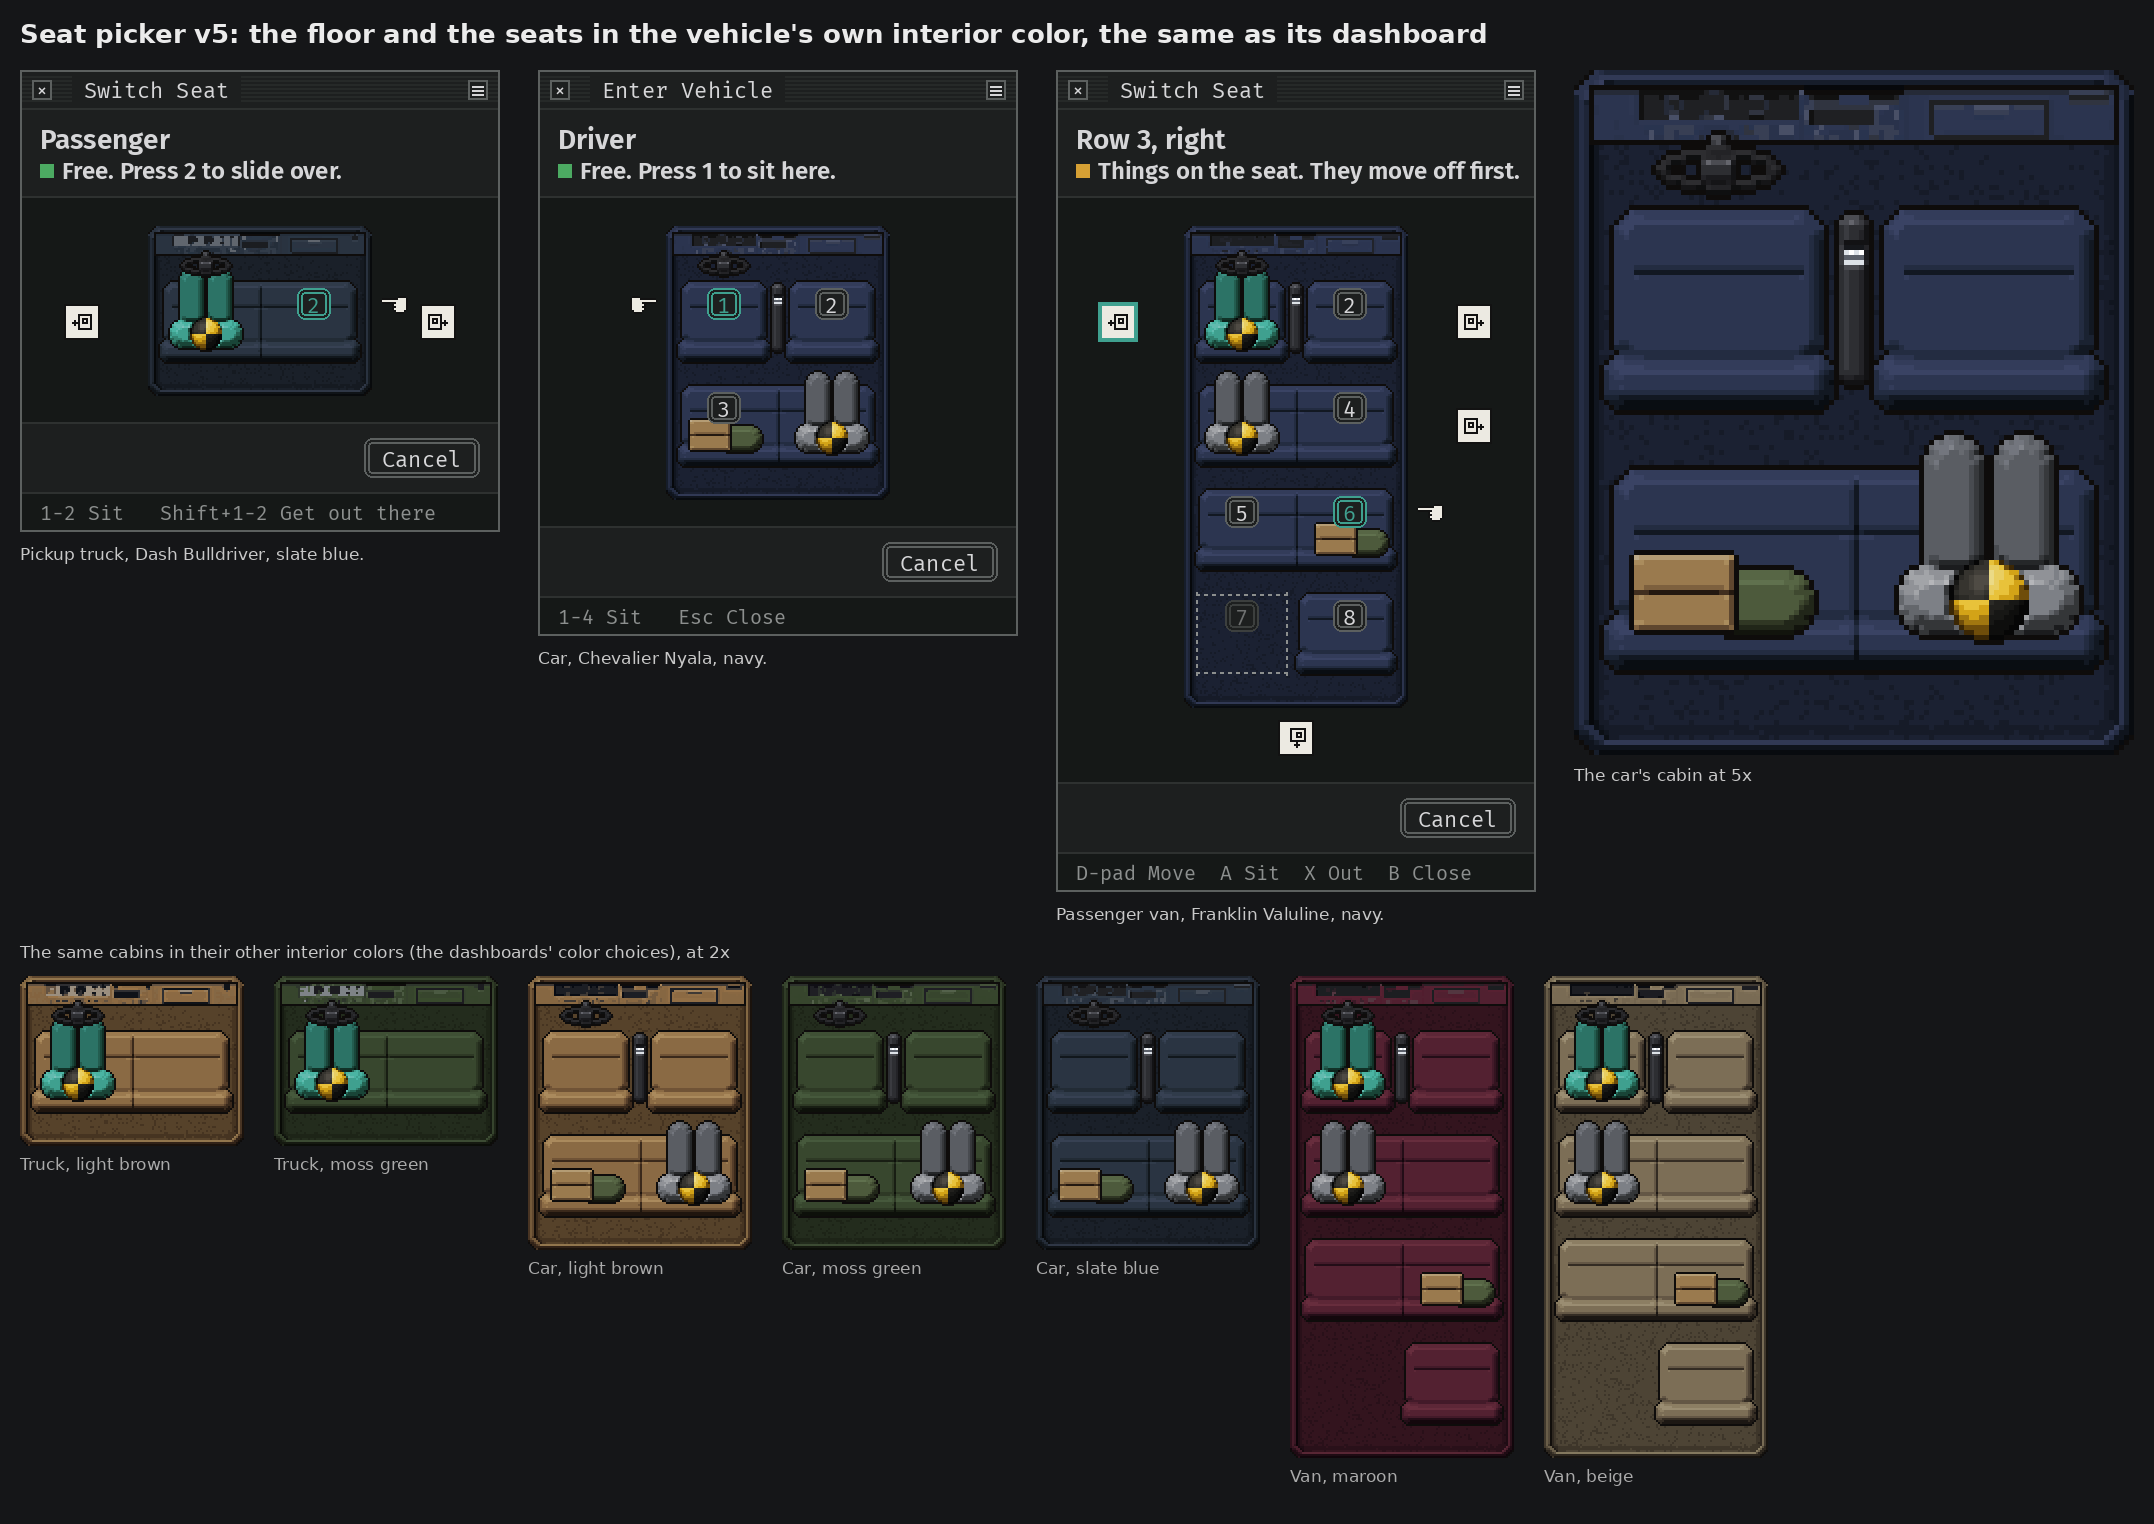 Seat picker v5: the floor and the seats in the vehicle's own interior color, the same as its dashboard
Switch Seat
Passenger
Free. Press 2 to slide over.
2
Cancel
1-2 Sit   Shift+1-2 Get out there
Pickup truck, Dash Bulldriver, slate blue.
Enter Vehicle
Driver
Free. Press 1 to sit here.
1 2
3
Cancel
1-4 Sit   Esc Close
Car, Chevalier Nyala, navy.
Switch Seat
Row 3, right
Things on the seat. They move off first.
2
4
5 6
7 8
Cancel
D-pad Move  A Sit  X Out  B Close
Passenger van, Franklin Valuline, navy.
The car's cabin at 5x
The same cabins in their other interior colors (the dashboards' color choices), at 2x
Truck, light brown
Truck, moss green
Car, light brown
Car, moss green
Car, slate blue
Van, maroon
Van, beige